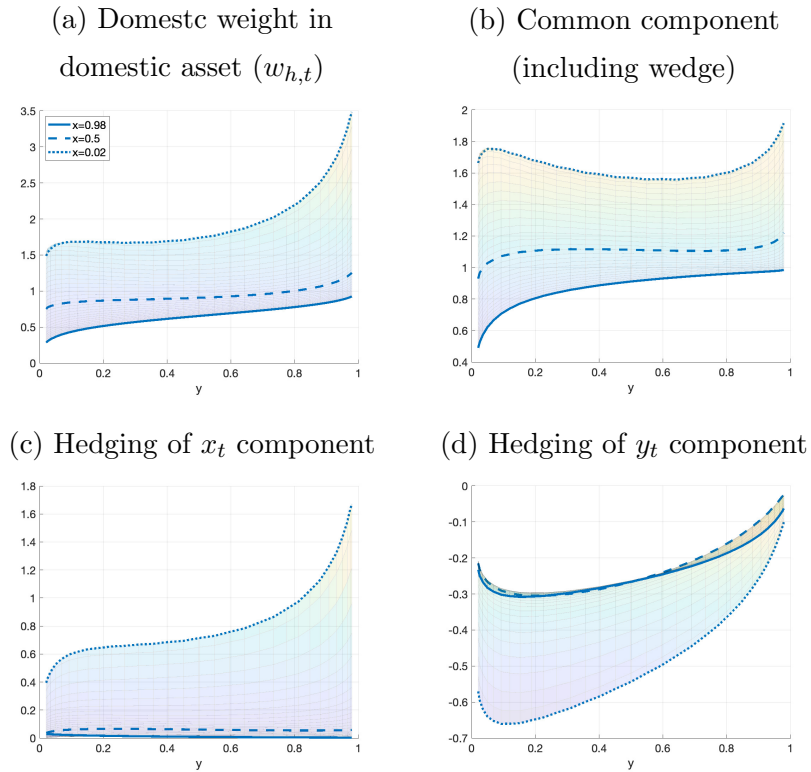 (a) Domestc weight in
domestic asset (w_{h,t})
(b) Common component
(including wedge)
3.5
3
2.5
2
1.5
1
0.5
0
x=0.98
x=0.5
x=0.02
0 0.2 0.4 0.6 0.8 1
y
2
1.8
1.6
1.4
1.2
1
0.8
0.6
0.4
0 0.2 0.4 0.6 0.8 1
y
(c) Hedging of x_t component
(d) Hedging of y_t component
1.8
1.6
1.4
1.2
1
0.8
0.6
0.4
0.2
0
0 0.2 0.4 0.6 0.8 1
y
0
-0.1
-0.2
-0.3
-0.4
-0.5
-0.6
-0.7
0 0.2 0.4 0.6 0.8 1
y